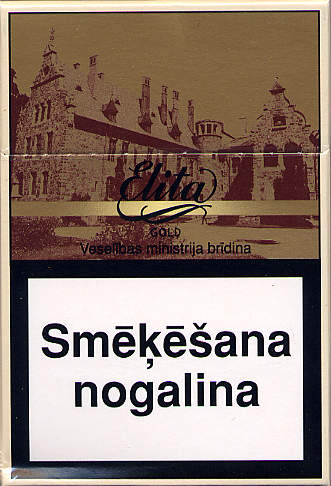 Elita
GOLD
Veselības ministrija brīdina
Smēķēšana
nogalina